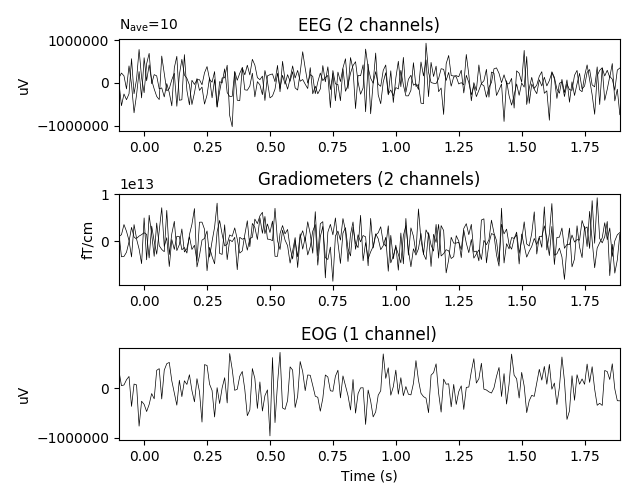 N_ave=10
EEG (2 channels)
1000000
0
−1000000
uV
0.00 0.25 0.50 0.75 1.00 1.25 1.50 1.75
1e13
Gradiometers (2 channels)
1
0
fT/cm
0.00 0.25 0.50 0.75 1.00 1.25 1.50 1.75
EOG (1 channel)
0
−1000000
uV
0.00 0.25 0.50 0.75 1.00 1.25 1.50 1.75
Time (s)